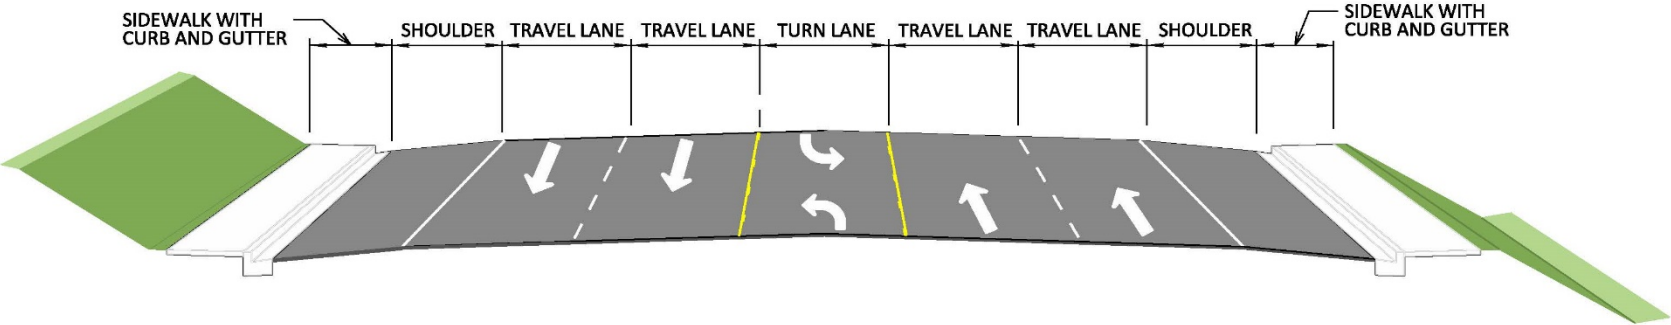 SIDEWALK WITH
CURB AND GUTTER
SHOULDER
TRAVEL LANE
TRAVEL LANE
TURN LANE
TRAVEL LANE
TRAVEL LANE
SHOULDER
SIDEWALK WITH
CURB AND GUTTER